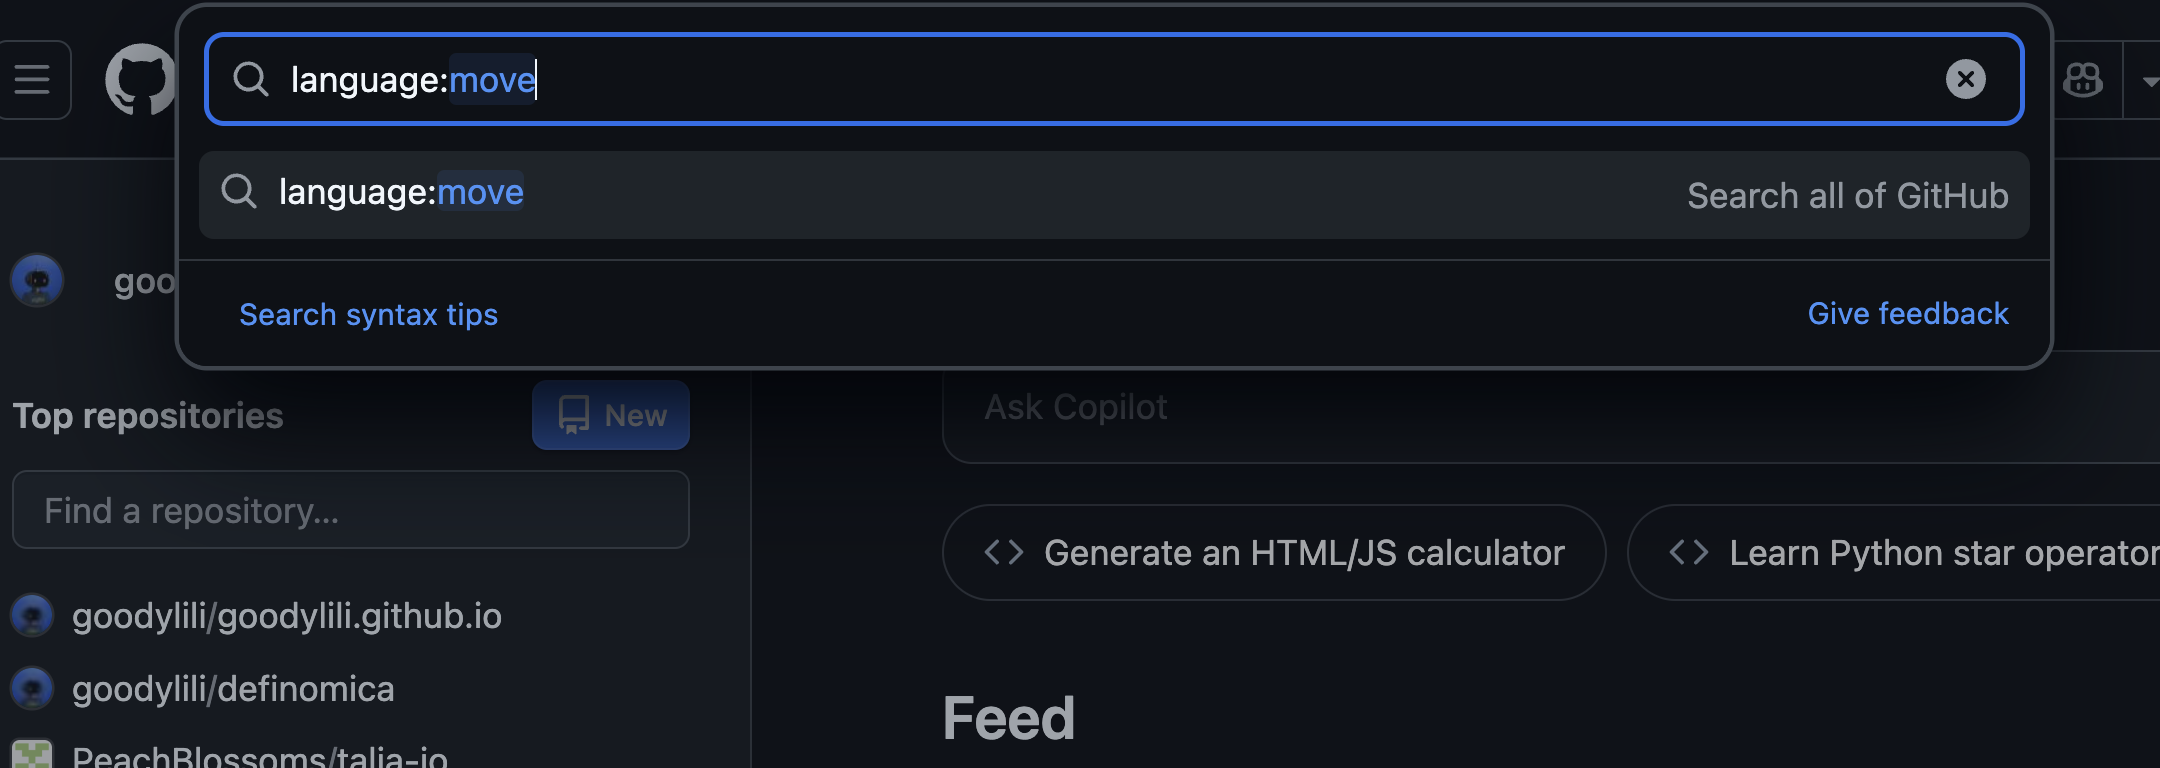 language:move
language:move Search all of GitHub
Search syntax tips Give feedback
goo
Top repositories New
Find a repository...
goodylili/goodylili.github.io
goodylili/definomica
PeachBlossoms/talia-io
Ask Copilot
Generate an HTML/JS calculator
Learn Python star operator
Feed